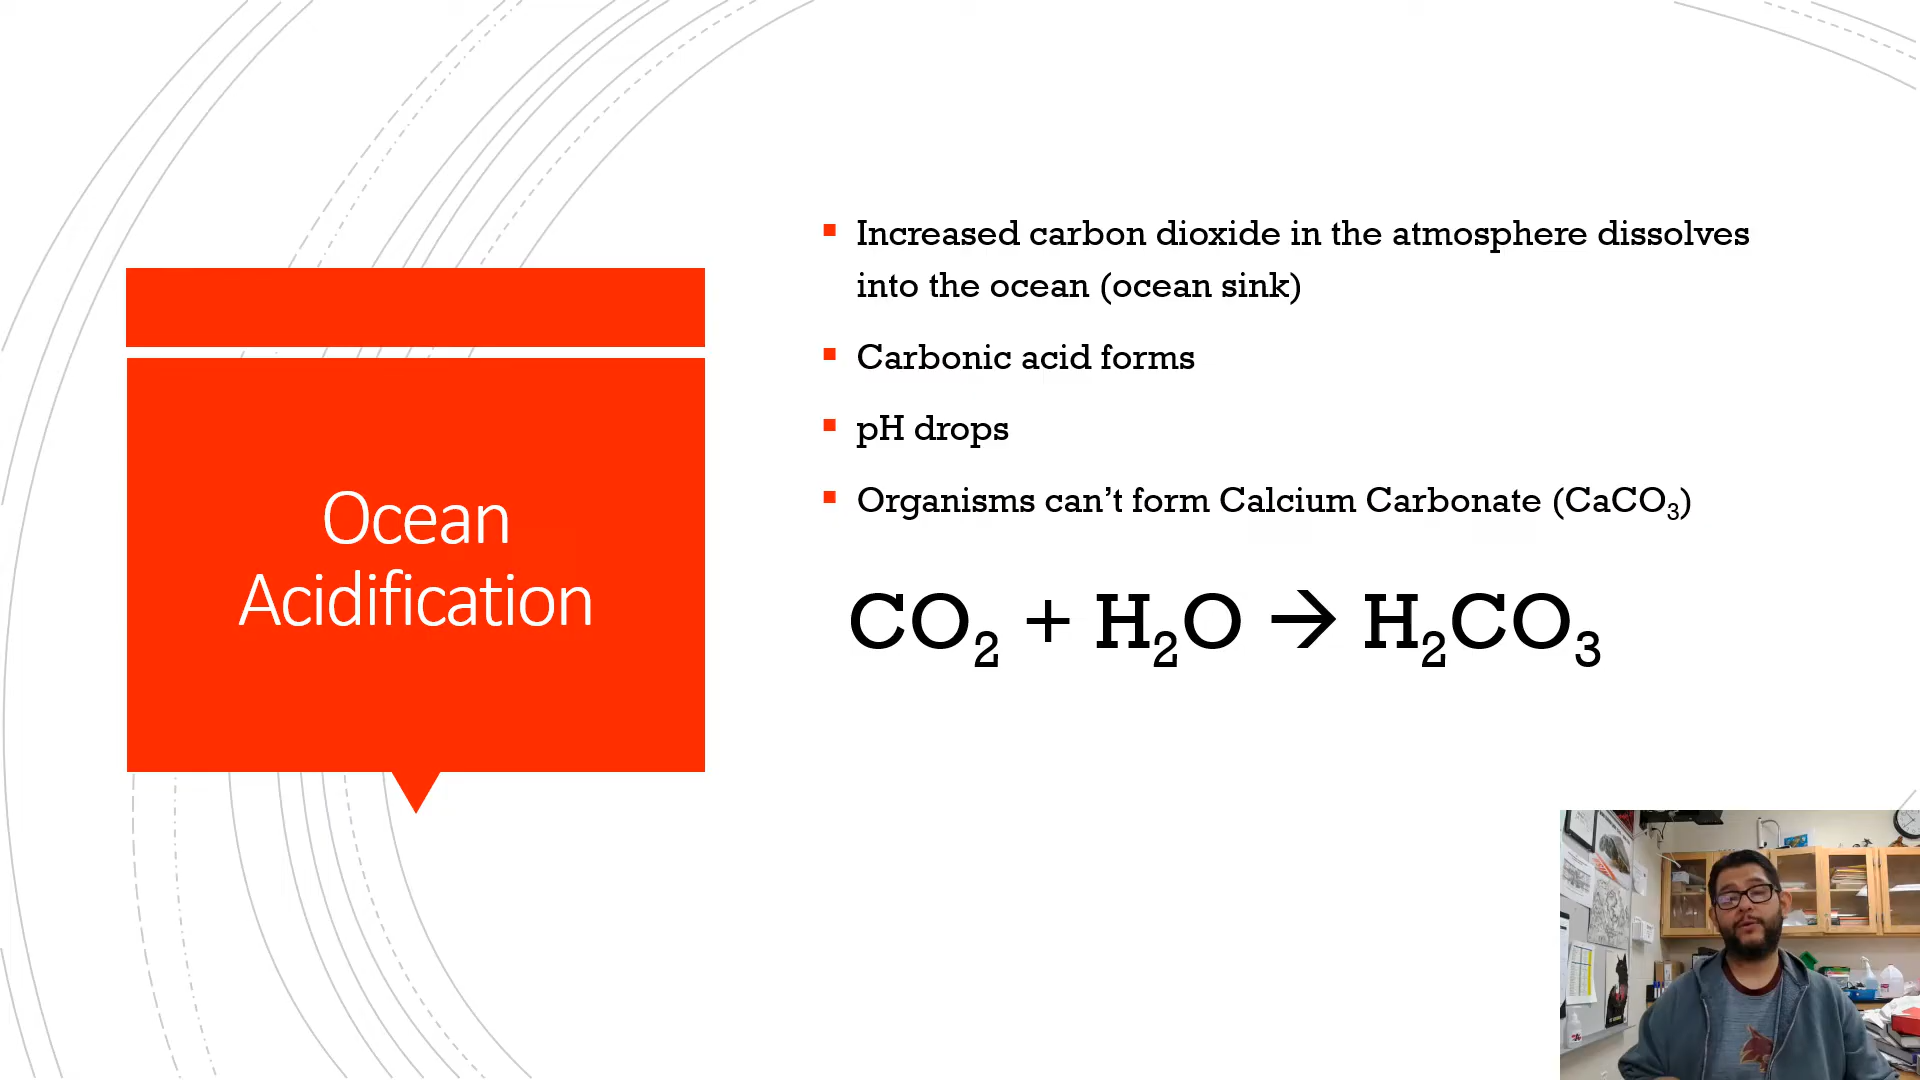 Ocean
Acidification
▪ Increased carbon dioxide in the atmosphere dissolves
into the ocean (ocean sink)
▪ Carbonic acid forms
▪ pH drops
▪ Organisms can’t form Calcium Carbonate (CaCO₃)
CO₂ + H₂O → H₂CO₃